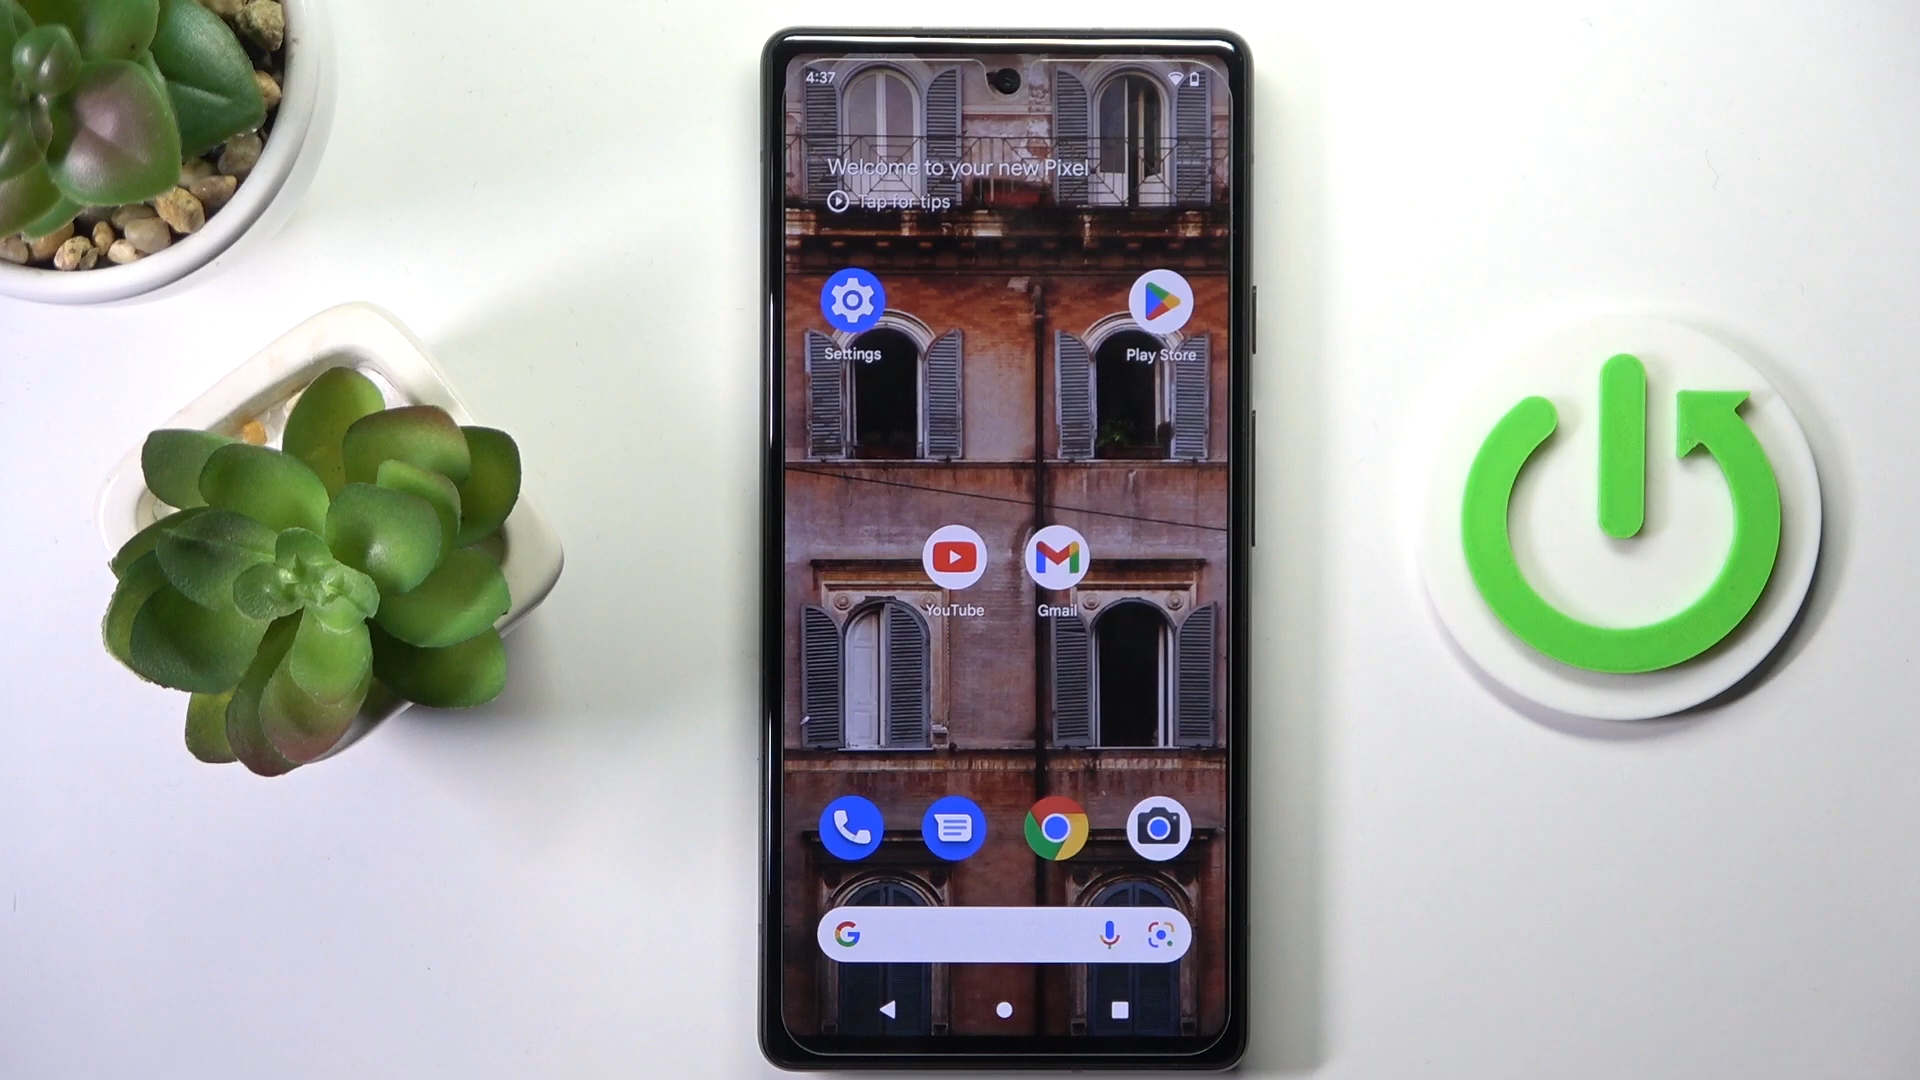 4:37
Welcome to your new Pixel
Tap for tips
Settings
Play Store
YouTube
Gmail